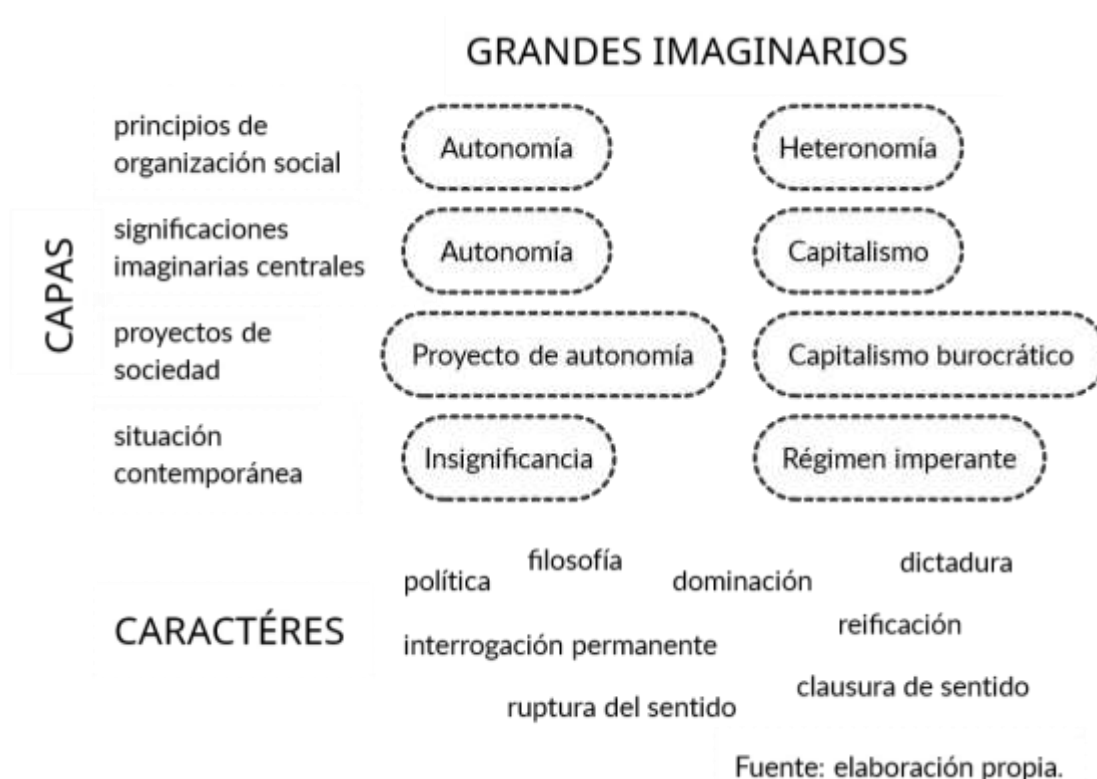 GRANDES IMAGINARIOS
CAPAS
principios de
organización social
Autonomía
Heteronomía
significaciones
imaginarias centrales
Autonomía
Capitalismo
proyectos de
sociedad
Proyecto de autonomía
Capitalismo burocrático
situación
contemporánea
Insignificancia
Régimen imperante
CARACTÉRES
política
filosofía
dominación
dictadura
interrogación permanente
reificación
ruptura del sentido
clausura de sentido
Fuente: elaboración propia.